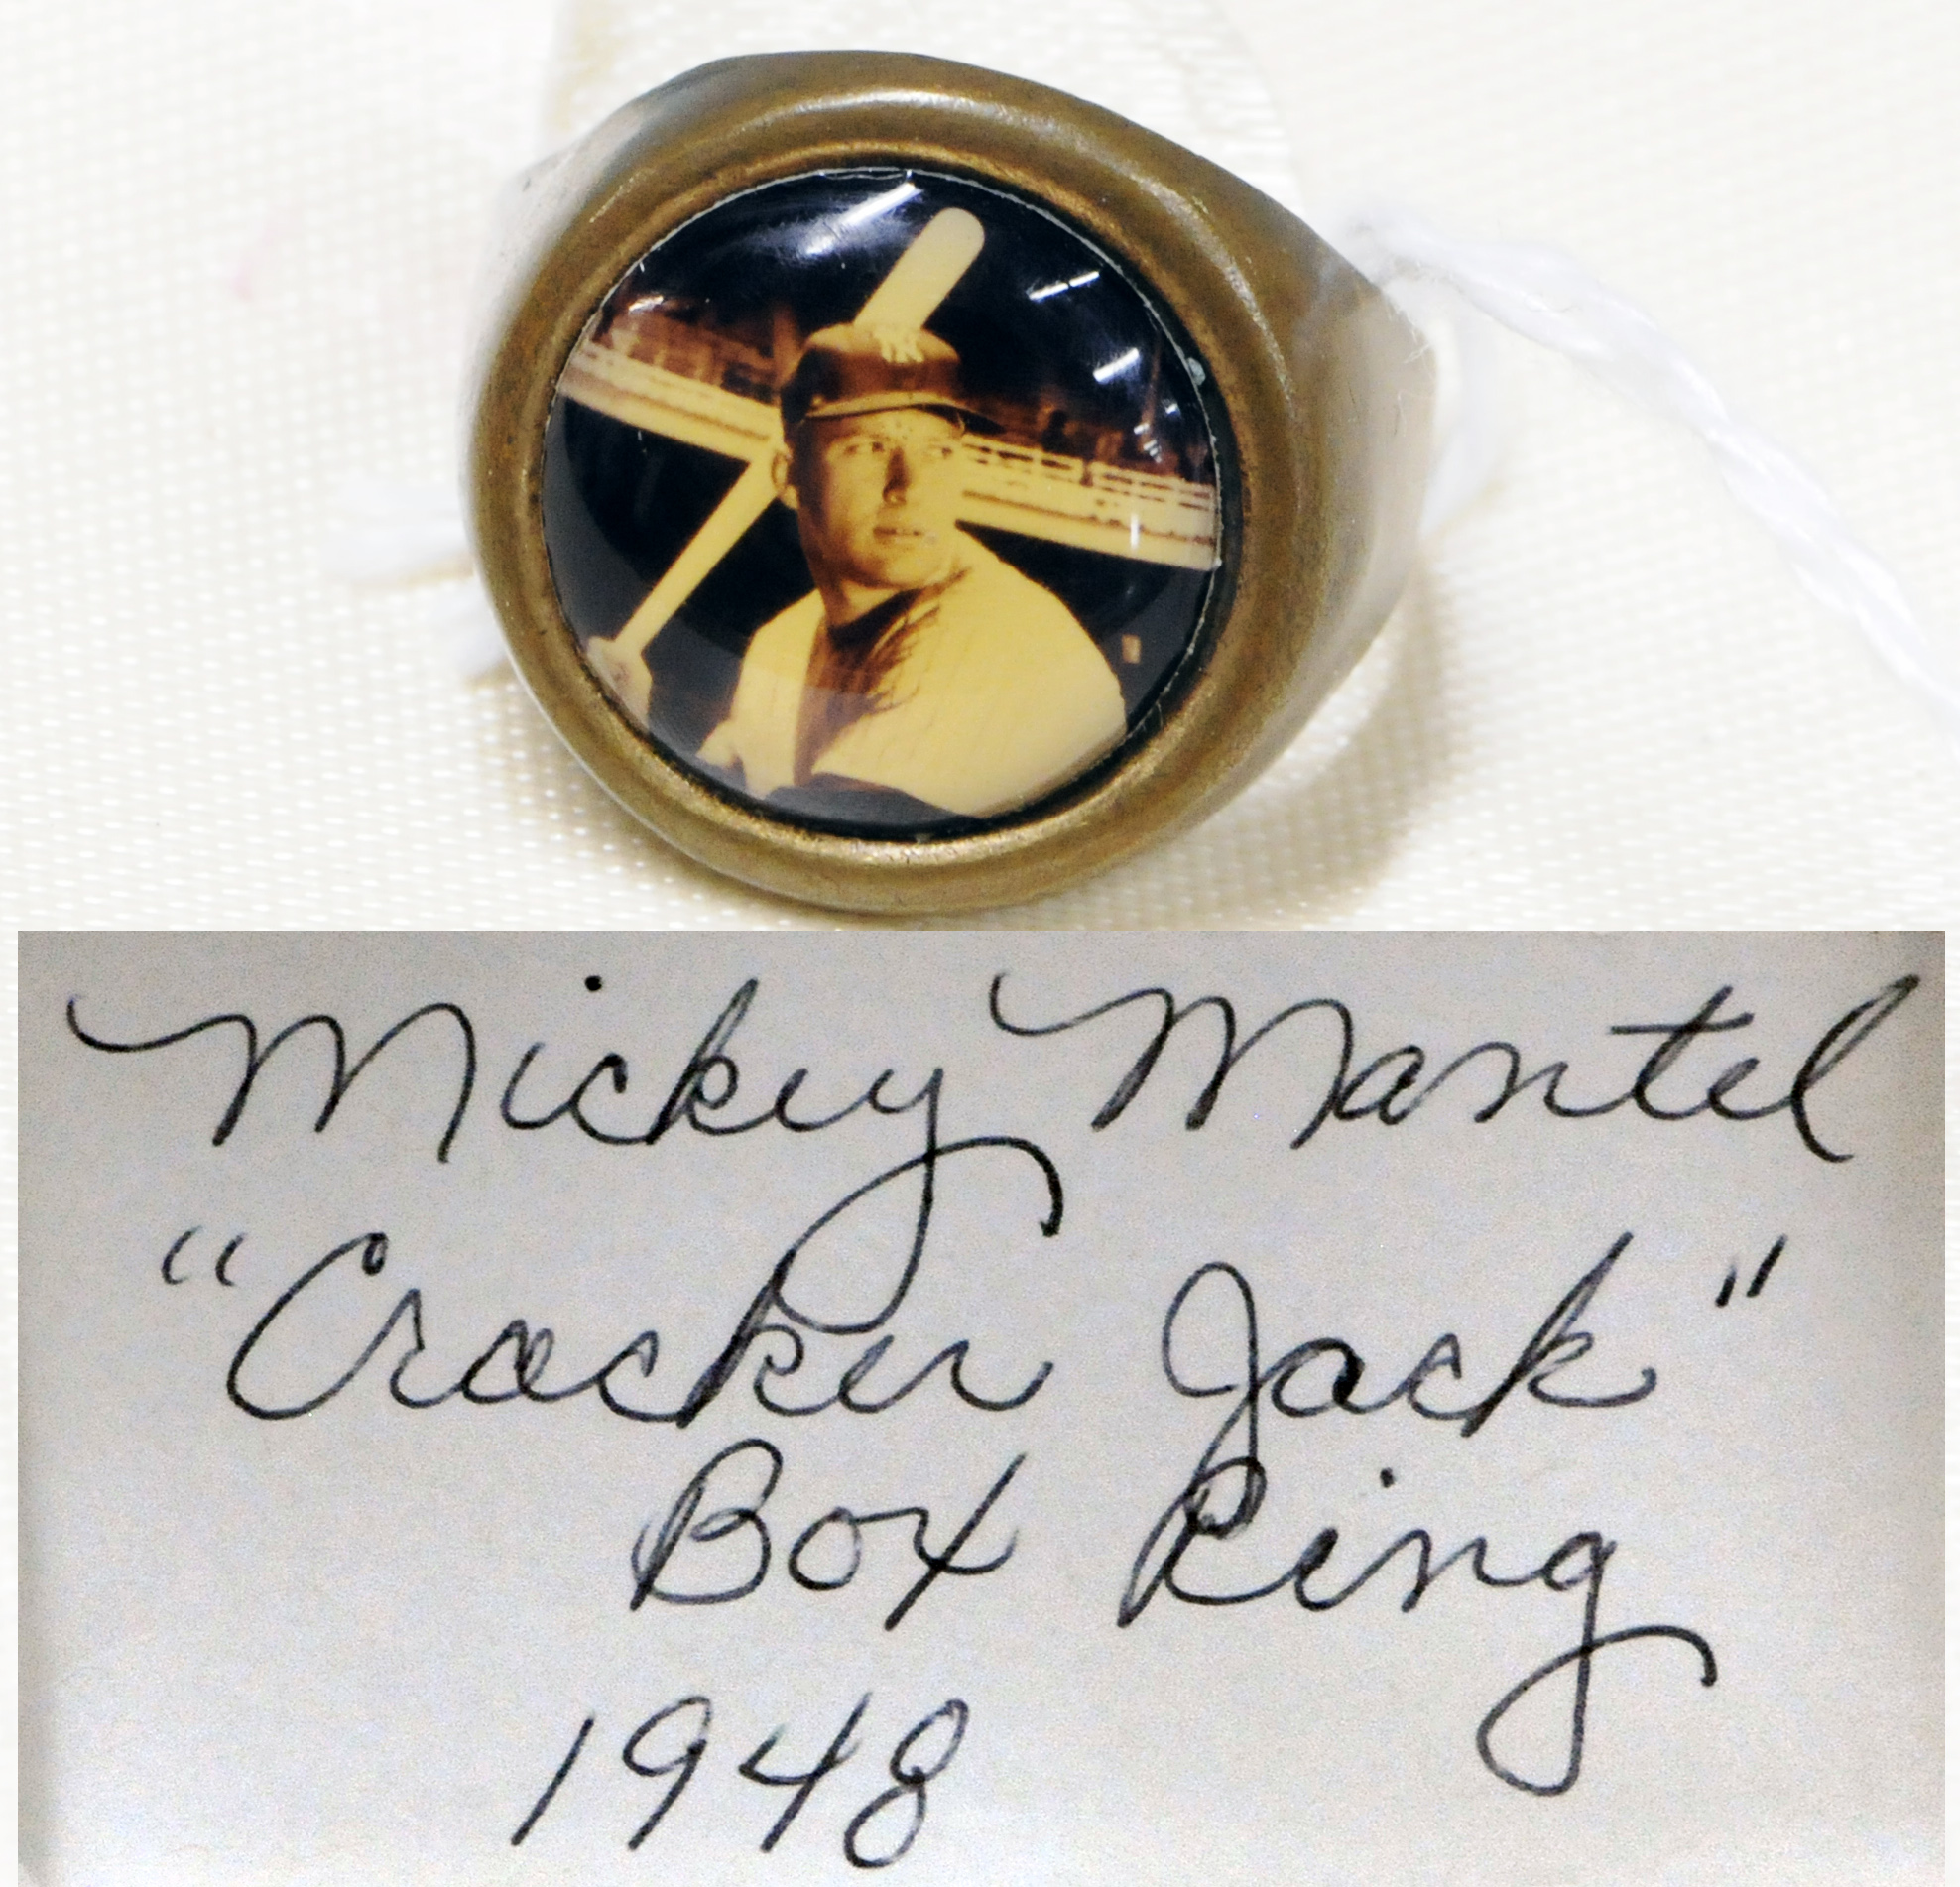 Mickey Mantel
"Cracker Jack"
Box Ring
1948